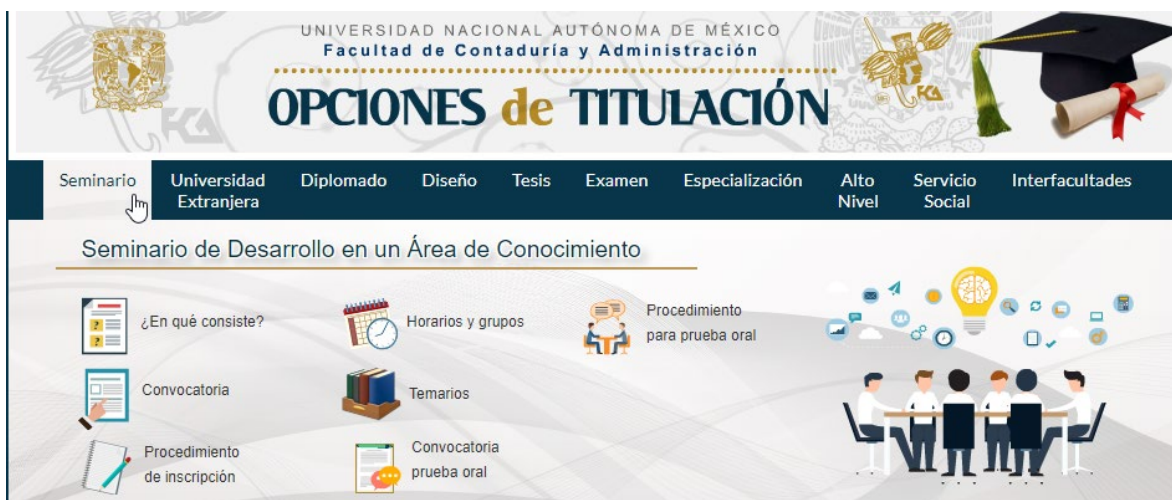 UNIVERSIDAD NACIONAL AUTÓNOMA DE MÉXICO
Facultad de Contaduría y Administración
OPCIONES de TITULACIÓN
FCA
FCA
Seminario
Universidad
Extranjera
Diplomado
Diseño
Tesis
Examen
Especialización
Alto
Nivel
Servicio
Social
Interfacultades
Seminario de Desarrollo en un Área de Conocimiento
¿En qué consiste?
Horarios y grupos
Procedimiento
para prueba oral
Convocatoria
Temarios
Procedimiento
de inscripción
Convocatoria
prueba oral